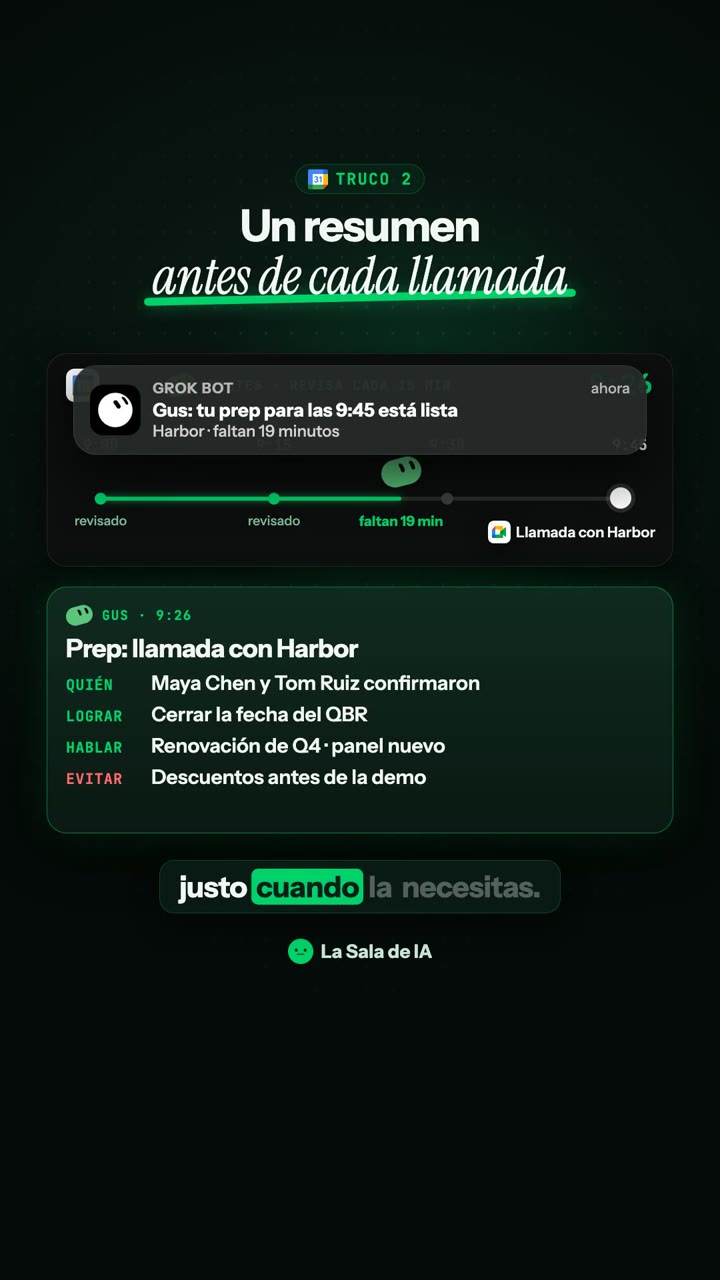 31 TRUCO 2
Un resumen
antes de cada llamada
GROK BOT ahora
Gus: tu prep para las 9:45 está lista
Harbor · faltan 19 minutos
9:45
revisado revisado faltan 19 min
Llamada con Harbor
GUS · 9:26
Prep: llamada con Harbor
QUIÉN Maya Chen y Tom Ruiz confirmaron
LOGRAR Cerrar la fecha del QBR
HABLAR Renovación de Q4 · panel nuevo
EVITAR Descuentos antes de la demo
justo cuando la necesitas.
La Sala de IA